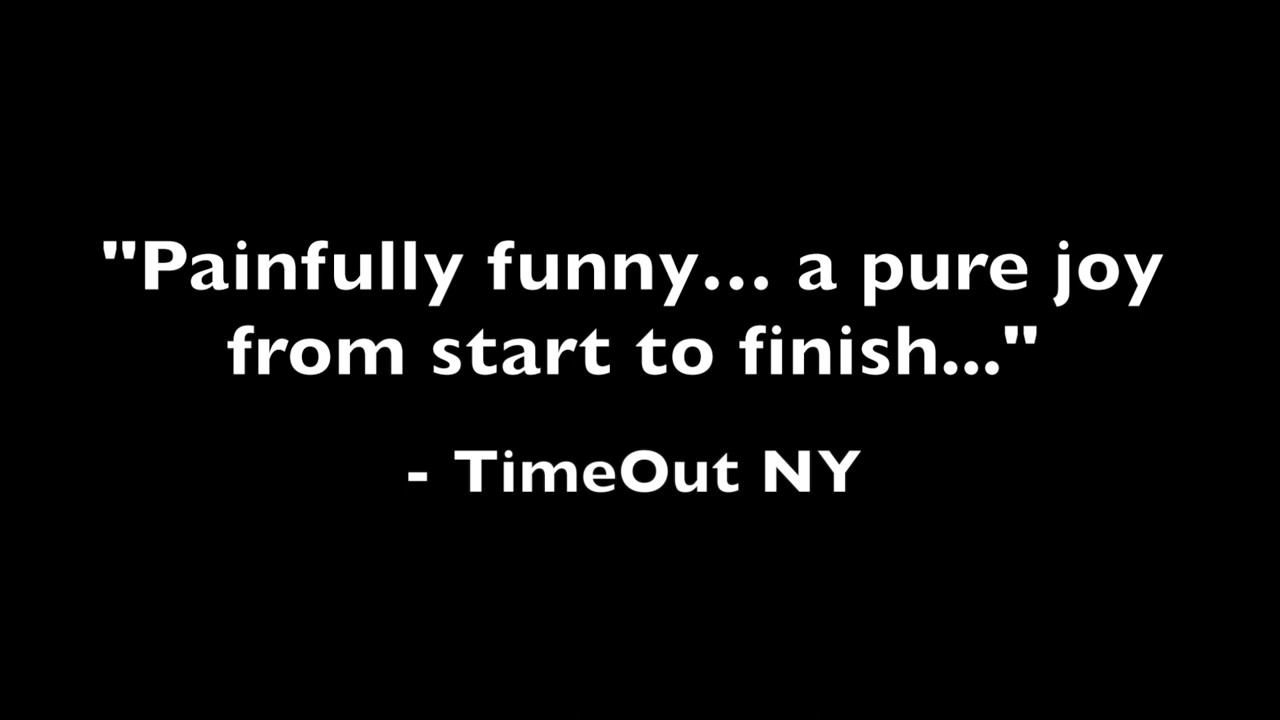 "Painfully funny... a pure joy
from start to finish..."
- TimeOut NY